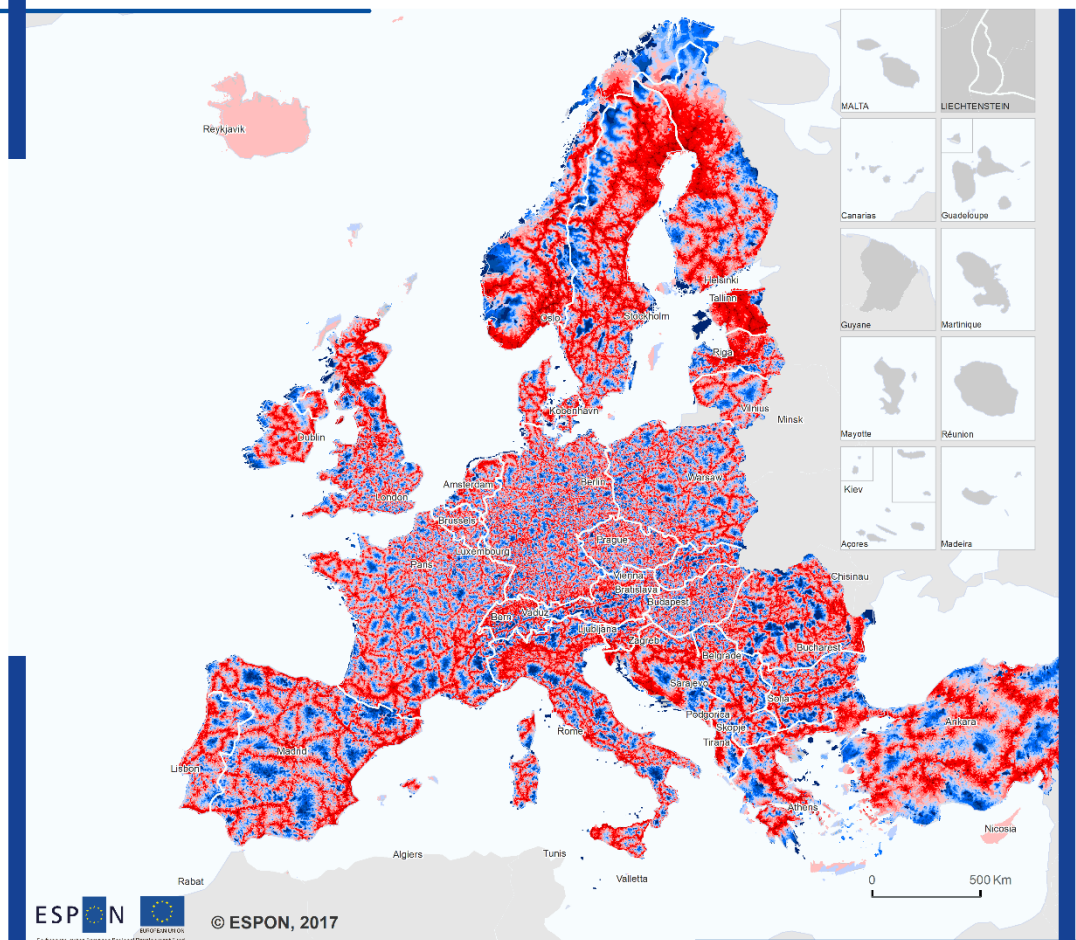 MALTA
LIECHTENSTEIN
Reykjavik
Canarias
Guadeloupe
Guyane
Martinique
Mayotte
Réunion
Kiev
Açores
Madeira
Helsinki
Tallinn
Oslo
Stockholm
Riga
København
Vilnius
Minsk
Dublin
Amsterdam
Berlin
Warsaw
London
Brussels
Prague
Luxembourg
Paris
Vienna
Bratislava
Chisinau
Budapest
Bern
Vaduz
Ljubljana
Zagreb
Belgrade
Bucharest
Sarajevo
Sofia
Podgorica
Skopje
Tirana
Rome
Ankara
Madrid
Lisbon
Athens
Nicosia
Algiers
Tunis
Valletta
Rabat
0 500 Km
ESPON
EUROPEAN UNION
© ESPON, 2017